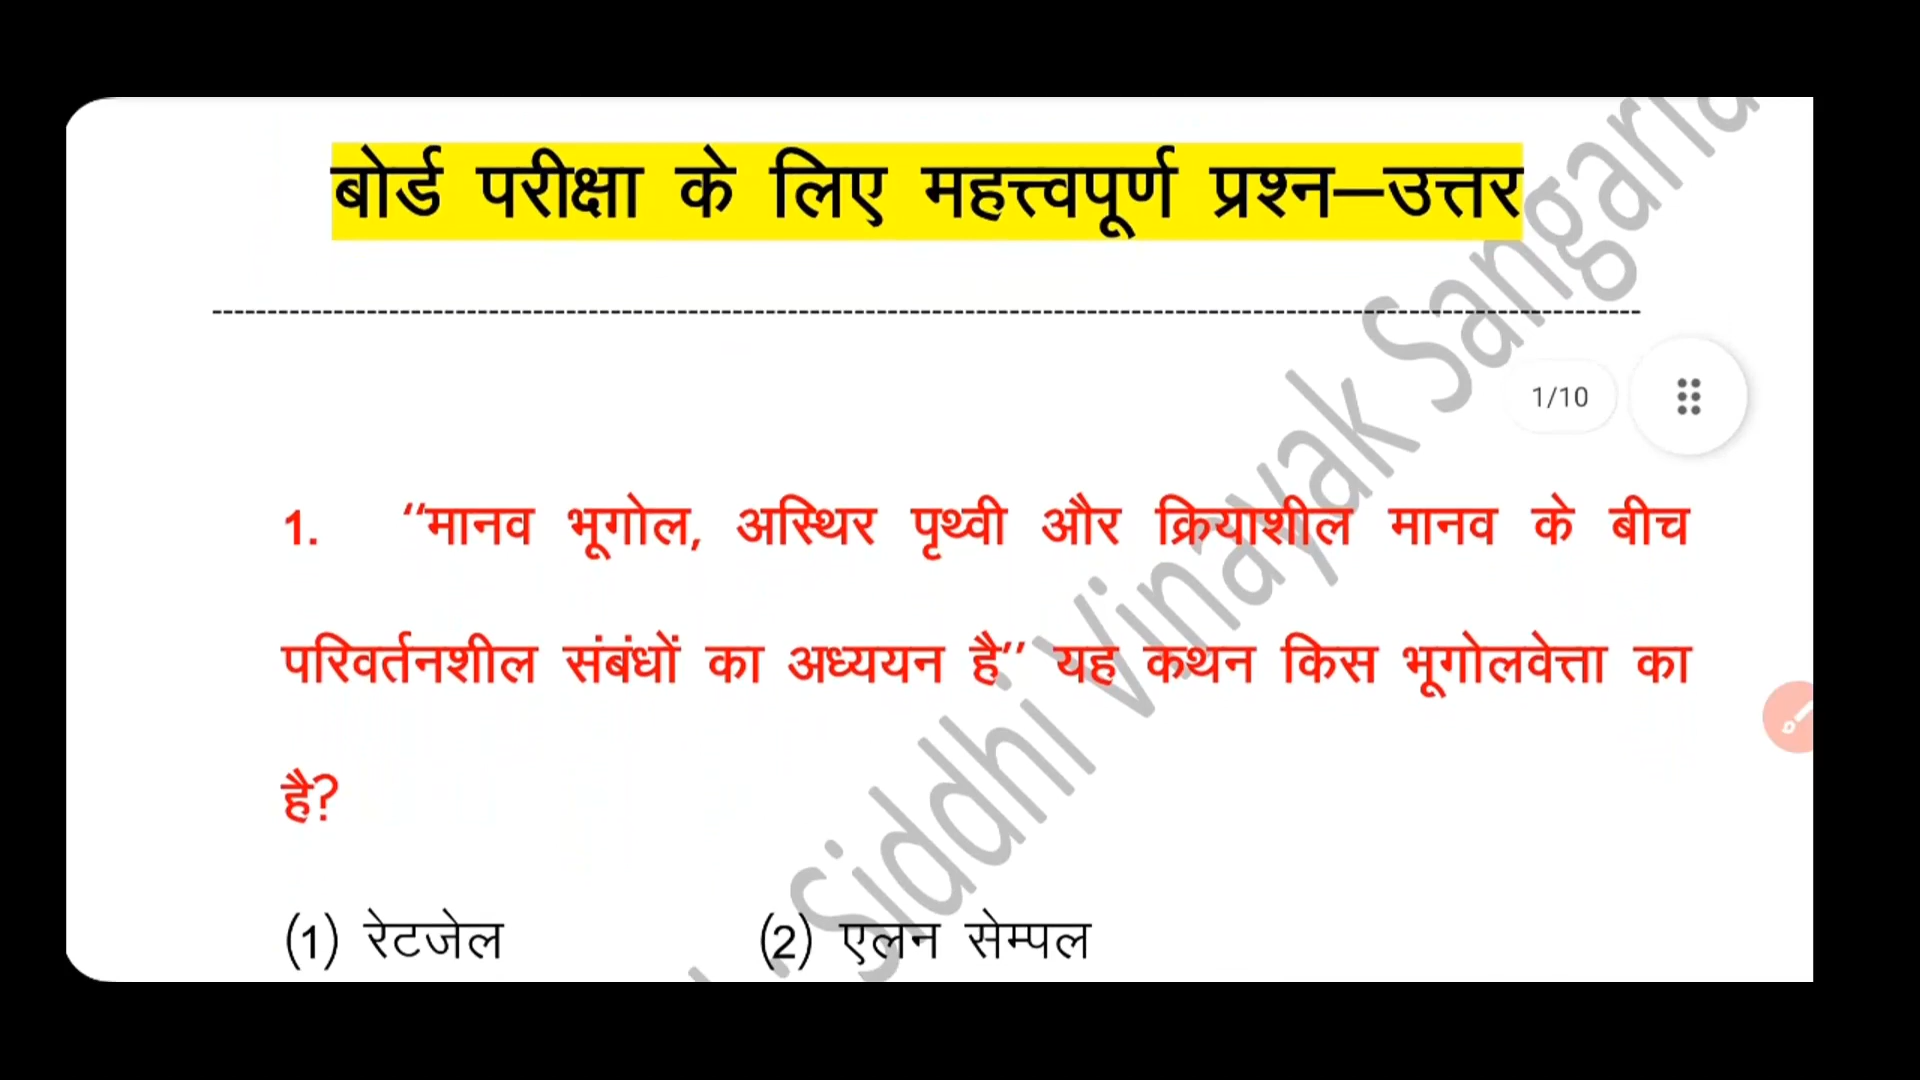 बोर्ड परीक्षा के लिए महत्त्वपूर्ण प्रश्न–उत्तर
1/10
1. “मानव भूगोल, अस्थिर पृथ्वी और क्रियाशील मानव के बीच
परिवर्तनशील संबंधों का अध्ययन है” यह कथन किस भूगोलवेत्ता का
है?
(1) रेटजेल (2) एलन सेम्पल
Siddhi Vinayak Sangaria